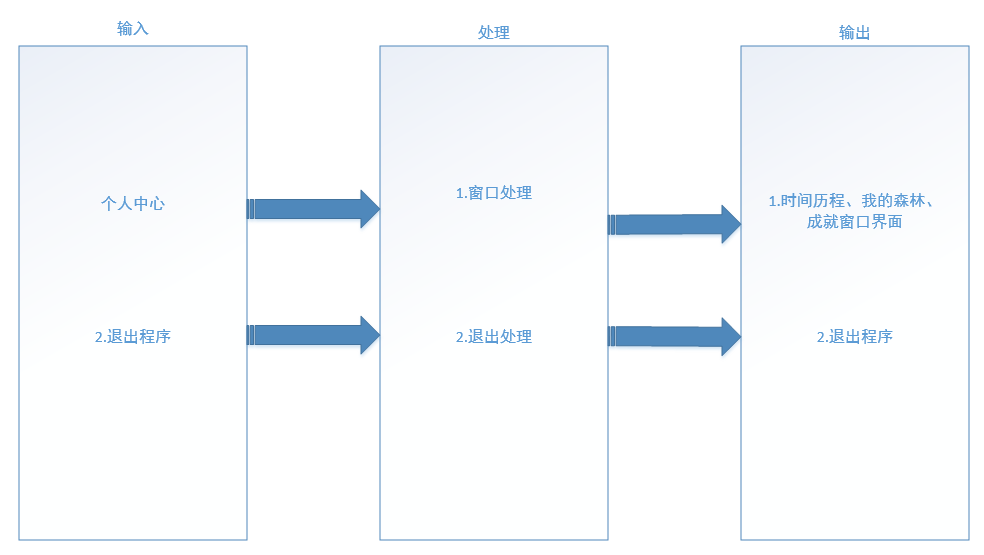 输入
处理
输出
个人中心
1.窗口处理
1.时间历程、我的森林、
成就窗口界面
2.退出程序
2.退出处理
2.退出程序